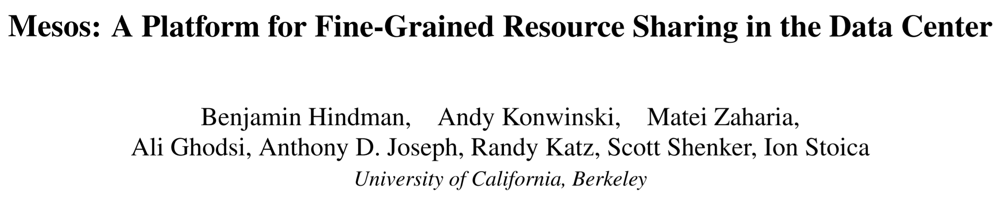 Mesos: A Platform for Fine-Grained Resource Sharing in the Data Center
Benjamin Hindman, Andy Konwinski, Matei Zaharia,
Ali Ghodsi, Anthony D. Joseph, Randy Katz, Scott Shenker, Ion Stoica
University of California, Berkeley